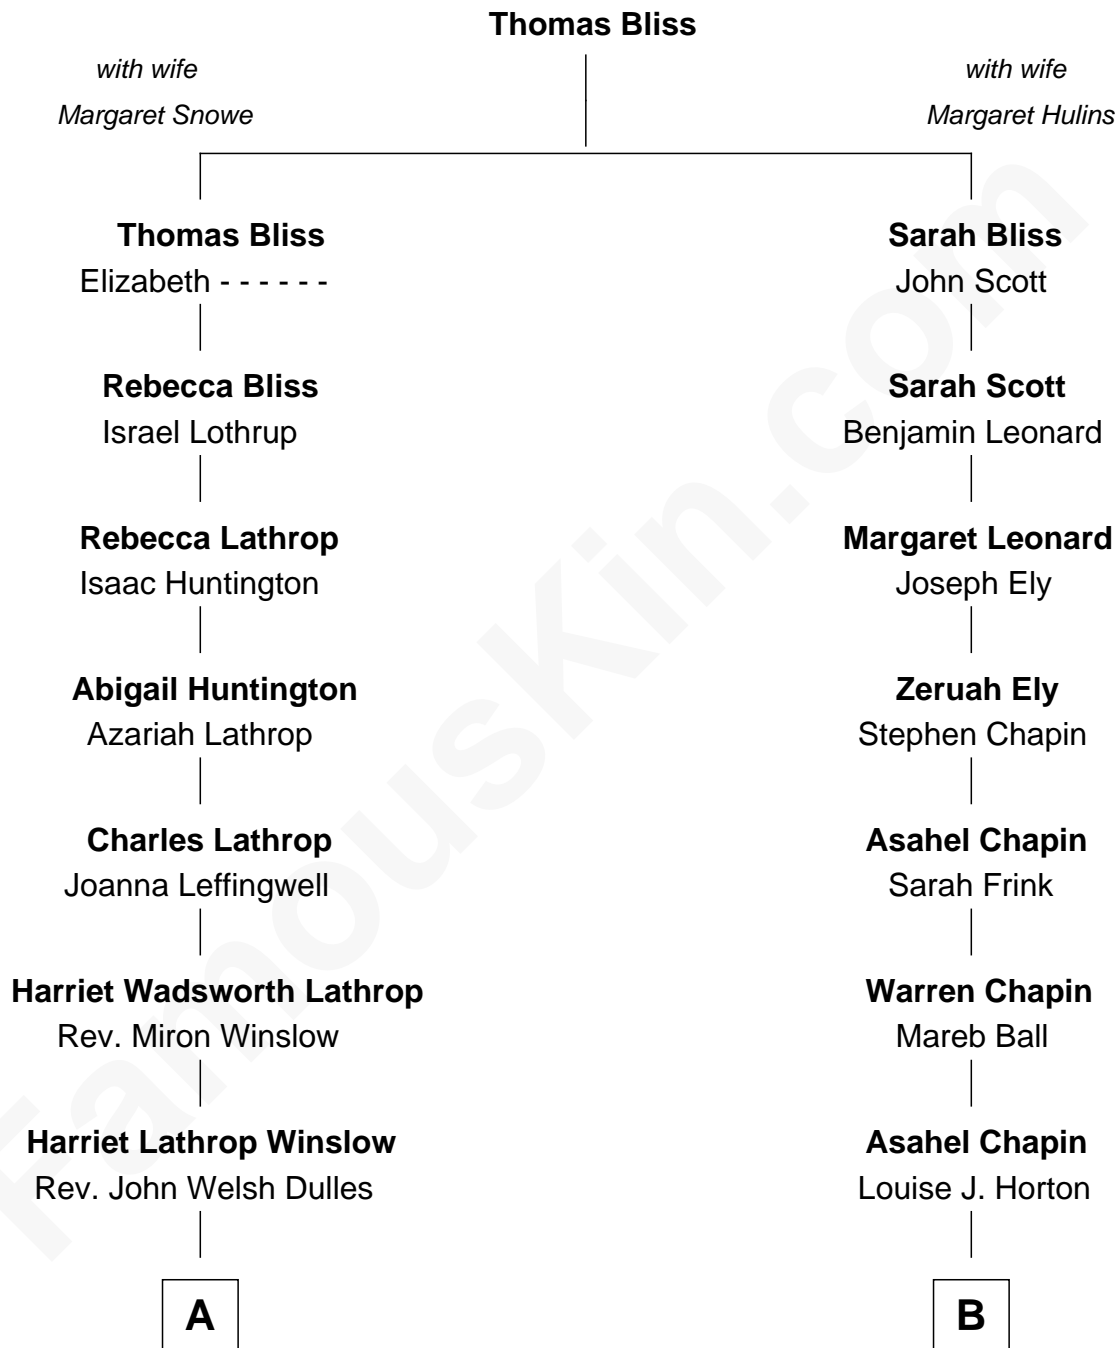 Thomas Bliss
with wife
Margaret Snowe
with wife
Margaret Hulins
Thomas Bliss
Elizabeth - - - - - -
Sarah Bliss
John Scott
Rebecca Bliss
Israel Lothrup
Sarah Scott
Benjamin Leonard
Rebecca Lathrop
Isaac Huntington
Margaret Leonard
Joseph Ely
Abigail Huntington
Azariah Lathrop
Zeruah Ely
Stephen Chapin
Charles Lathrop
Joanna Leffingwell
Asahel Chapin
Sarah Frink
Harriet Wadsworth Lathrop
Rev. Miron Winslow
Warren Chapin
Mareb Ball
Harriet Lathrop Winslow
Rev. John Welsh Dulles
Asahel Chapin
Louise J. Horton
A
B
FamousKin.com